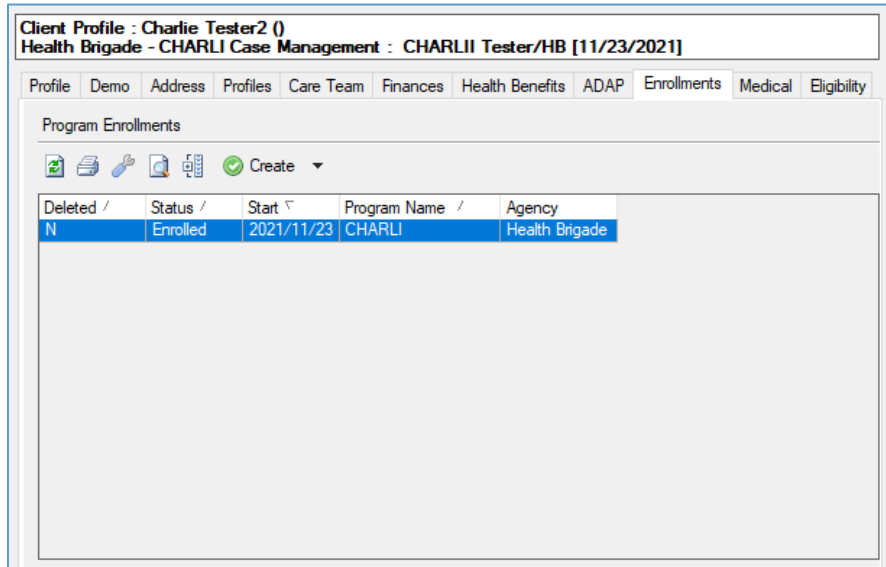 Client Profile : Charlie Tester2 ()
Health Brigade - CHARLI Case Management : CHARLII Tester/HB [11/23/2021]
Profile Demo Address Profiles Care Team Finances Health Benefits ADAP Enrollments Medical Eligibility
Program Enrollments
Create
Deleted / Status / Start Program Name / Agency
N Enrolled 2021/11/23 CHARLI Health Brigade